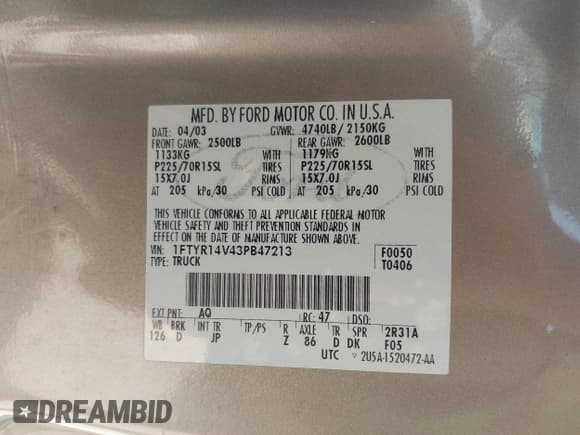 MFD. BY FORD MOTOR CO. IN U.S.A.
DATE: 04/03 GVWR: 4740LB/ 2150KG
FRONT GAWR: 2500LB REAR GAWR: 2600LB
1133KG WITH 1179KG WITH
P225/70R15SL TIRES P225/70R15SL TIRES
15X7.0J RIMS 15X7.0J RIMS
AT 205 kPa/30 PSI COLD AT 205 kPa/30 PSI COLD
Ford
THIS VEHICLE CONFORMS TO ALL APPLICABLE FEDERAL MOTOR
VEHICLE SAFETY AND THEFT PREVENTION STANDARDS IN
EFFECT ON THE DATE OF MANUFACTURE SHOWN ABOVE.
VIN: 1FTYR14V43PB47213 F0050
TYPE: TRUCK T0406
EXT PNT: AQ RC: 47 DSO:
WB BRK INT TR TP/PS R AXLE TR SPR 2R31A
126 D JP Z 86 D DK F05
UTC ▽ 2U5A-1520472-AA
DREAMBID